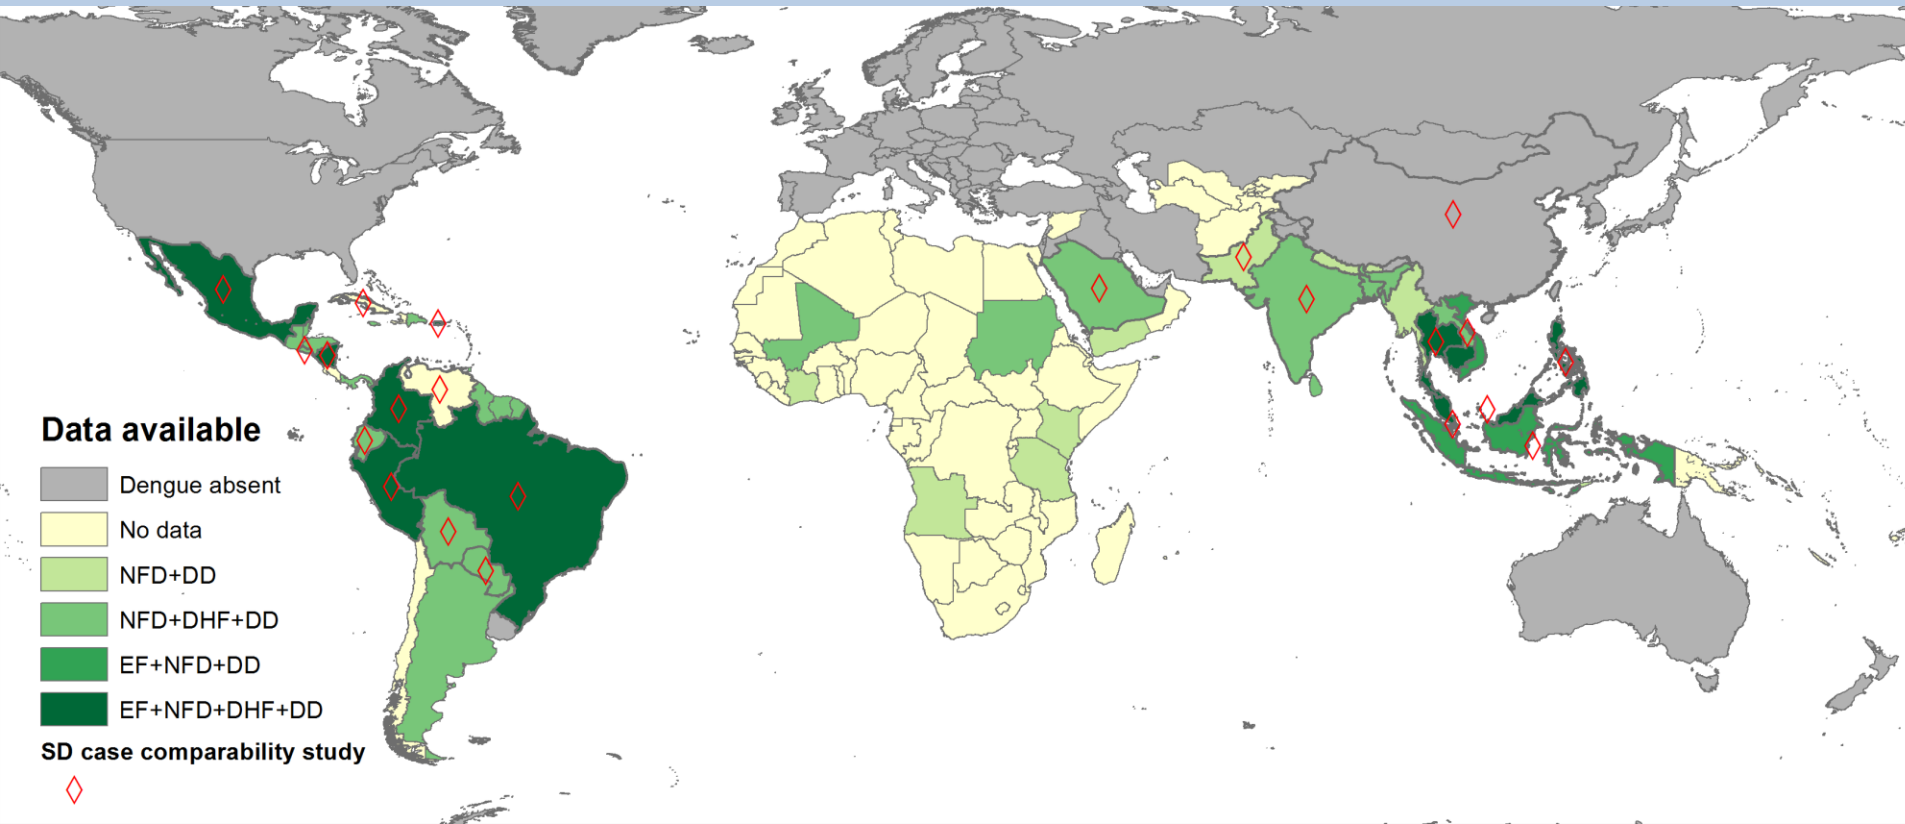 Data available
Dengue absent
No data
NFD+DD
NFD+DHF+DD
EF+NFD+DD
EF+NFD+DHF+DD
SD case comparability study